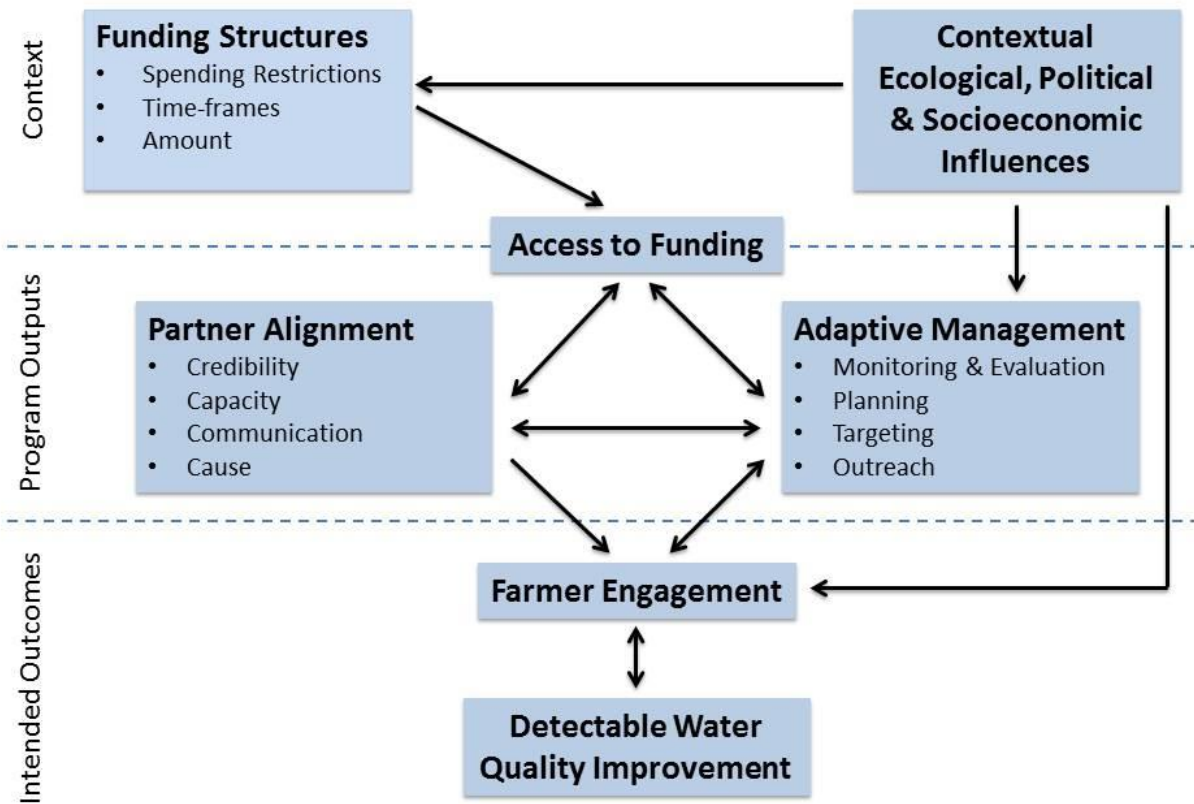 Context
Funding Structures
• Spending Restrictions
• Time-frames
• Amount
Contextual
Ecological, Political
& Socioeconomic
Influences
Access to Funding
Program Outputs
Partner Alignment
• Credibility
• Capacity
• Communication
• Cause
Adaptive Management
• Monitoring & Evaluation
• Planning
• Targeting
• Outreach
Intended Outcomes
Farmer Engagement
Detectable Water
Quality Improvement